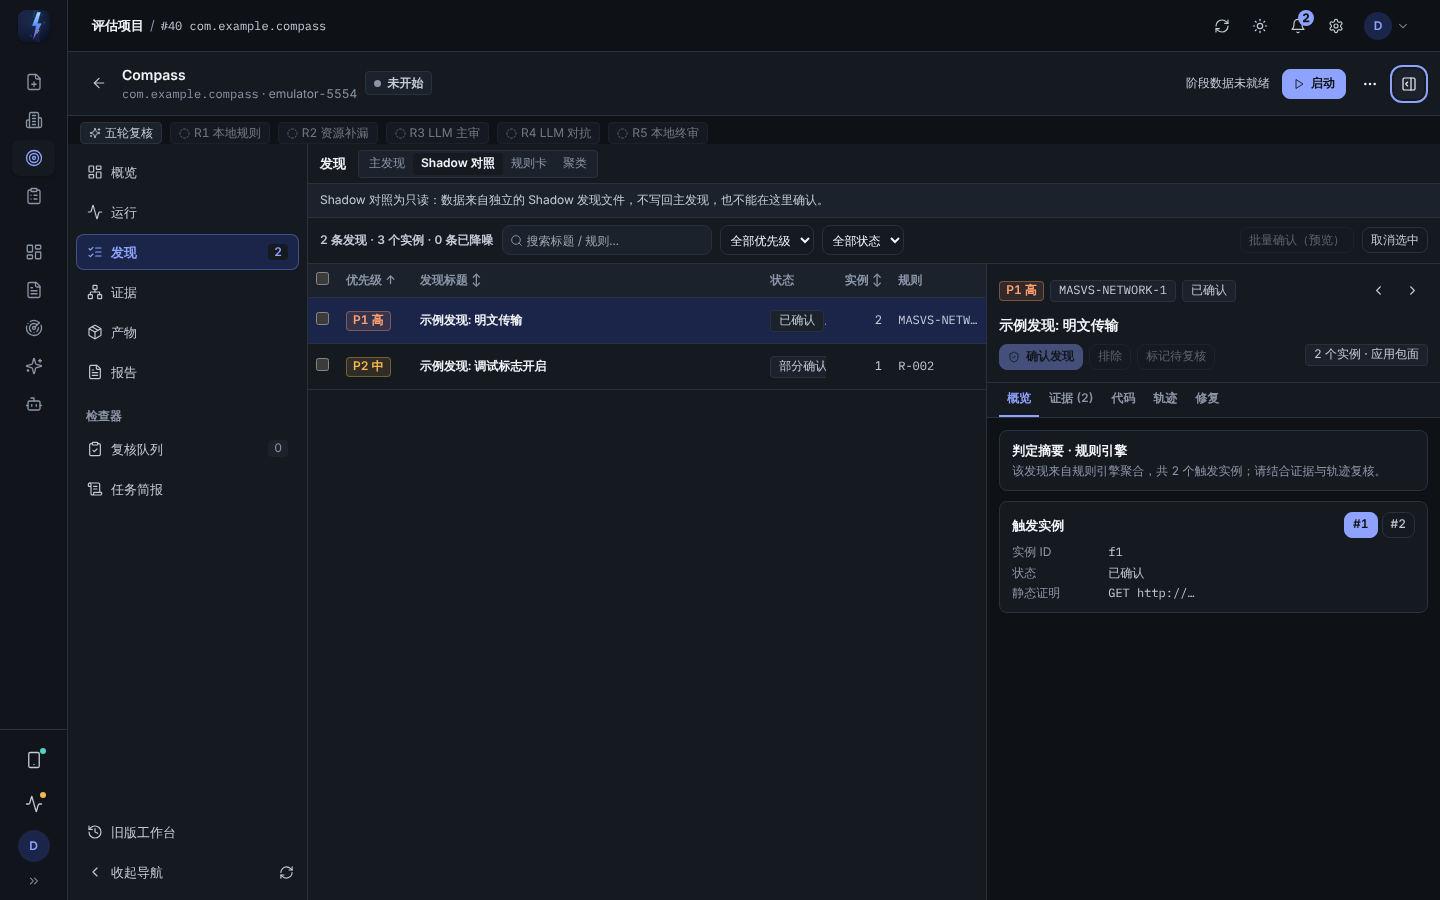 评估项目 / #40 com.example.compass
2
D
Compass
com.example.compass · emulator-5554
未开始
阶段数据未就绪
启动
五轮复核
R1 本地规则
R2 资源补漏
R3 LLM 主审
R4 LLM 对抗
R5 本地终审
概览
运行
发现 2
证据
产物
报告
检查器
复核队列 0
任务简报
旧版工作台
收起导航
D
发现
主发现 Shadow 对照 规则卡 聚类
Shadow 对照为只读：数据来自独立的 Shadow 发现文件，不写回主发现，也不能在这里确认。
2 条发现 · 3 个实例 · 0 条已降噪
搜索标题 / 规则...
全部优先级
全部状态
批量确认（预览）
取消选中
优先级 ↑ 发现标题 状态 实例 规则
P1 高 示例发现: 明文传输 已确认 2 MASVS-NETW…
P2 中 示例发现: 调试标志开启 部分确认 1 R-002
P1 高 MASVS-NETWORK-1 已确认
示例发现: 明文传输
确认发现 排除 标记待复核
2 个实例 · 应用包面
概览 证据 (2) 代码 轨迹 修复
判定摘要 · 规则引擎
该发现来自规则引擎聚合，共 2 个触发实例；请结合证据与轨迹复核。
触发实例 #1 #2
实例 ID f1
状态 已确认
静态证明 GET http://…